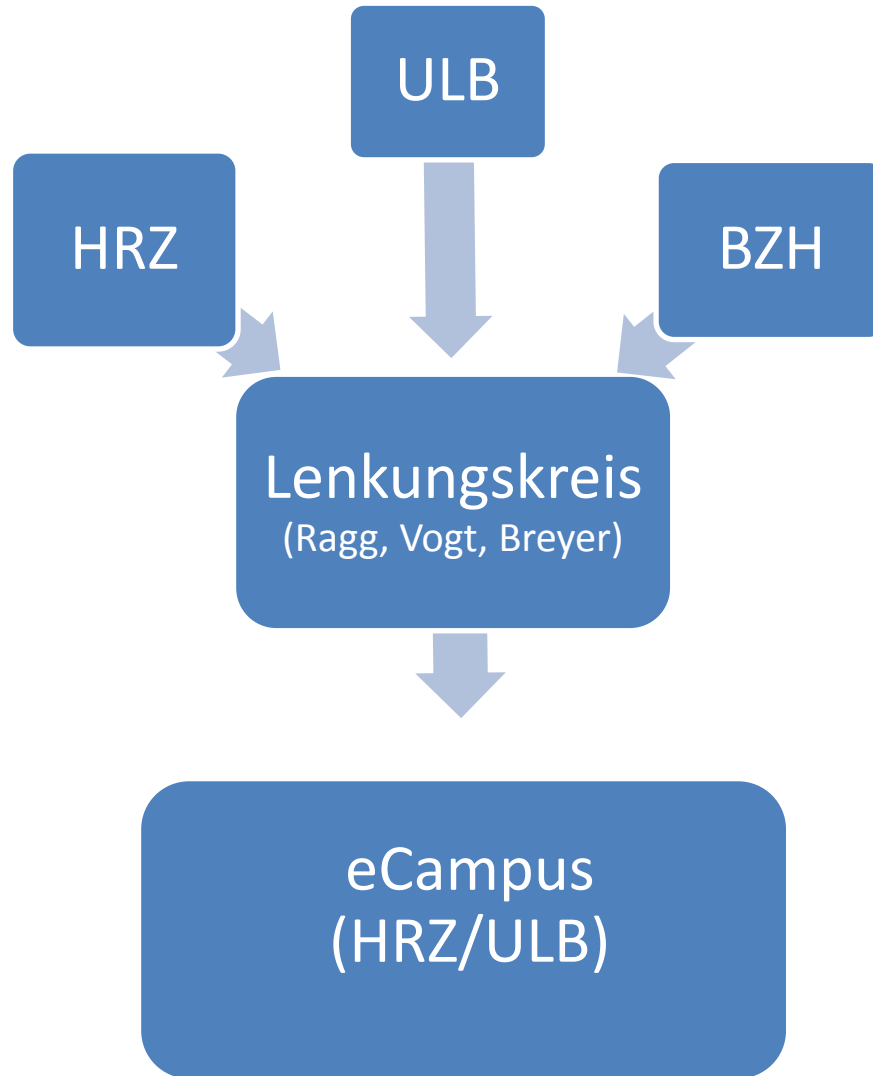 ULB
HRZ
BZH
Lenkungskreis
(Ragg, Vogt, Breyer)
eCampus
(HRZ/ULB)